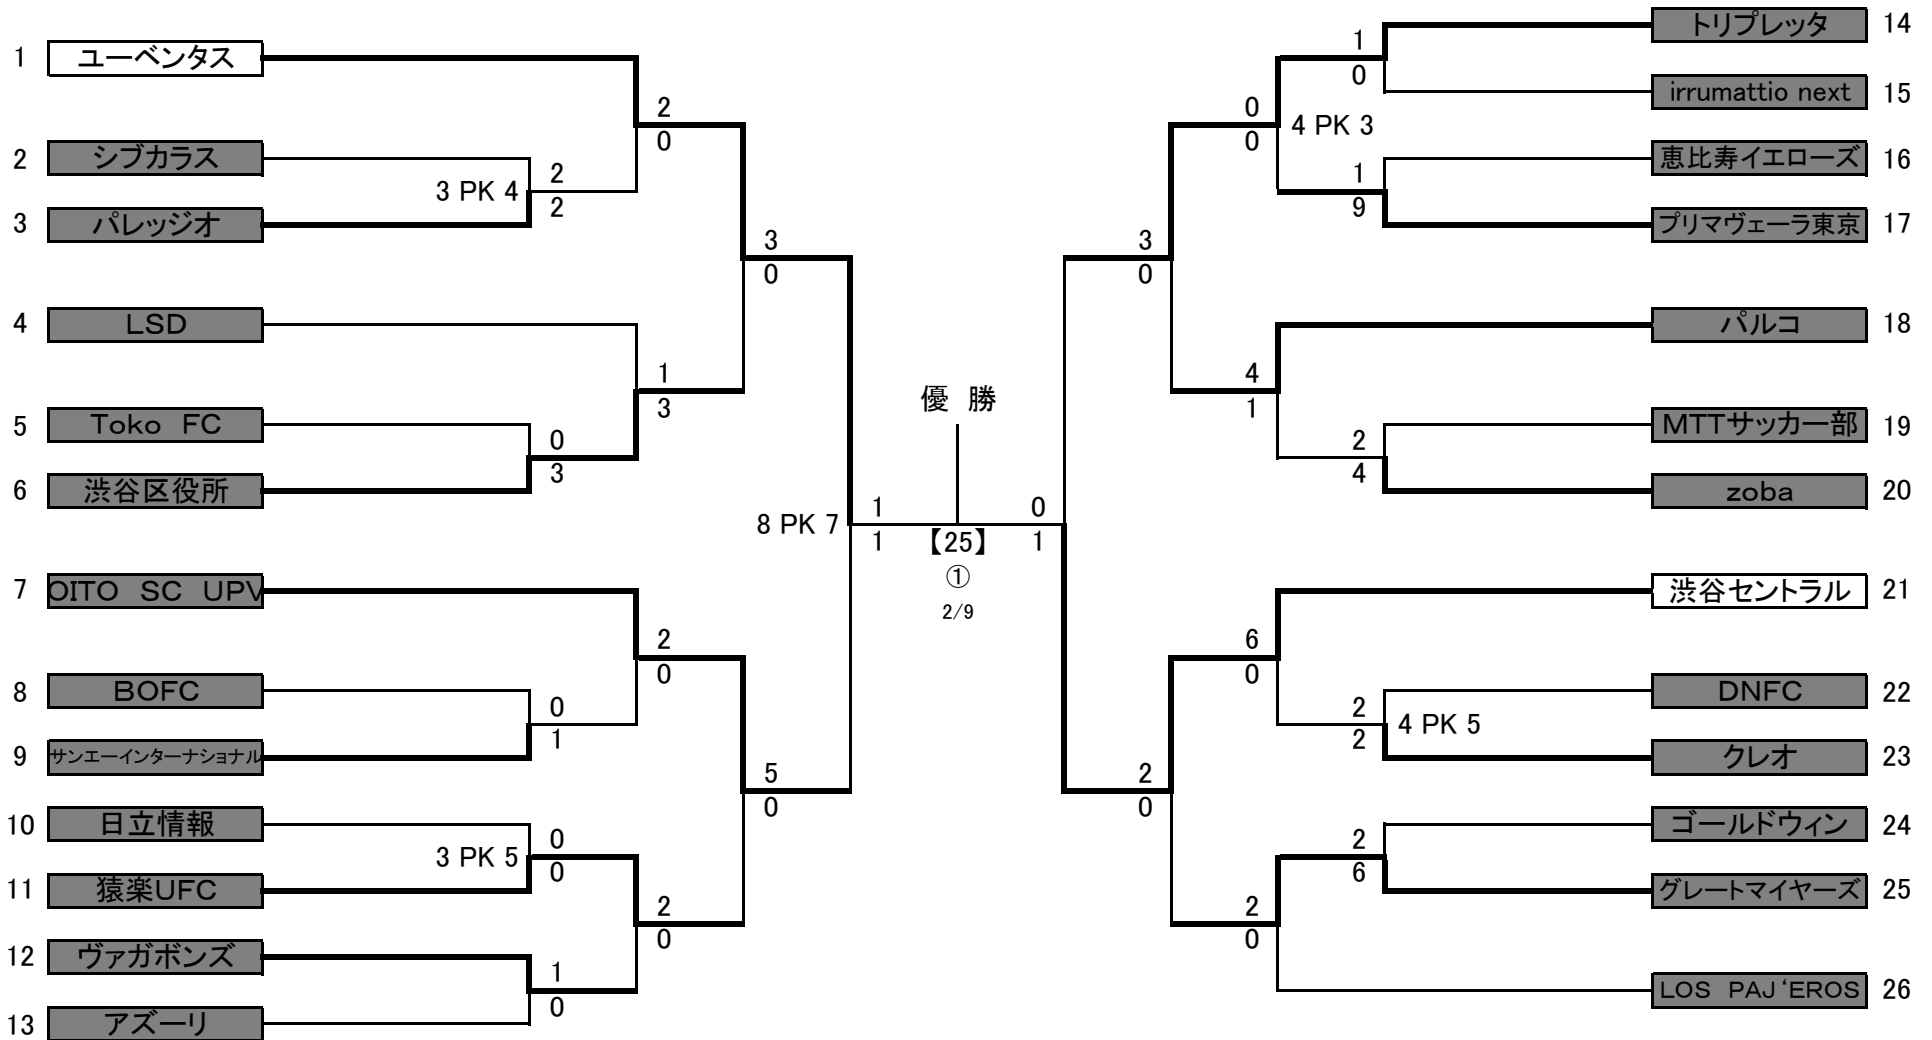 1 ユーベンタス
2 シブカラス
3 パレッジオ
4 LSD
5 Toko FC
6 渋谷区役所
7 OITO SC UPV
8 BOFC
9 サンエーインターナショナル
10 日立情報
11 猿楽UFC
12 ヴァガボンズ
13 アズーリ
3 PK 4
2
2
0
3
0
1
3 PK 5
0
0
1
0
2
0
1
3
2
0
2
0
3
0
5
0
8 PK 7
1
1
優 勝
【25】
①
2/9
0
1
3
0
2
0
0
0
4 PK 3
4
1
6
0
2
0
1
0
1
9
2
4
2
2
4 PK 5
2
6
トリプレッタ 14
irrumattio next 15
恵比寿イエローズ 16
プリマヴェーラ東京 17
パルコ 18
MTTサッカー部 19
zoba 20
渋谷セントラル 21
DNFC 22
クレオ 23
ゴールドウィン 24
グレートマイヤーズ 25
LOS PAJ‘EROS 26